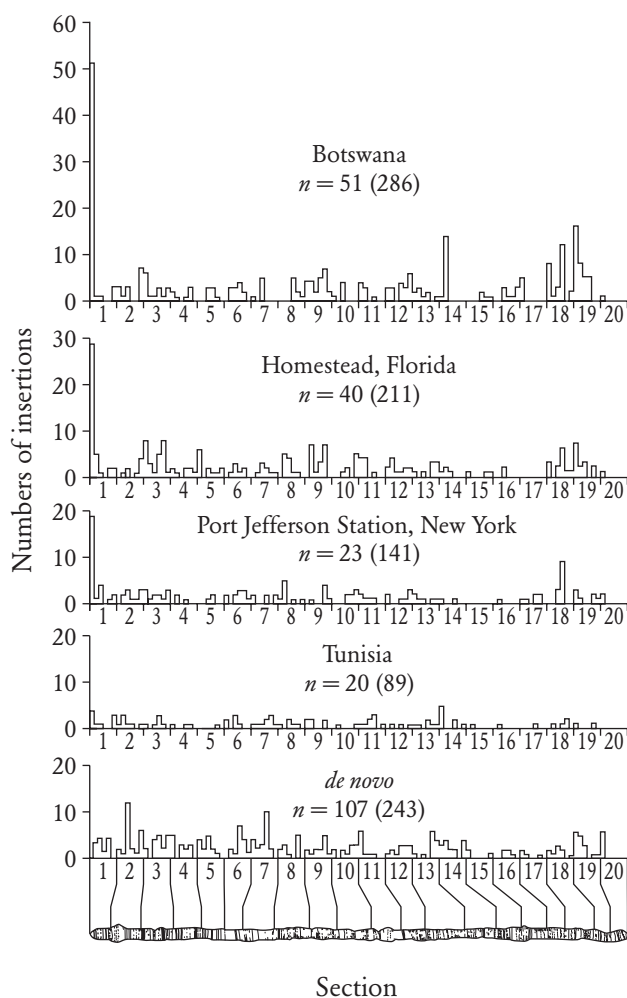 Numbers of insertions
60
50
40
30
20
10
0
Botswana
n = 51 (286)
1 2 3 4 5 6 7 8 9 10 11 12 13 14 15 16 17 18 19 20
30
20
10
0
Homestead, Florida
n = 40 (211)
1 2 3 4 5 6 7 8 9 10 11 12 13 14 15 16 17 18 19 20
20
10
0
Port Jefferson Station, New York
n = 23 (141)
1 2 3 4 5 6 7 8 9 10 11 12 13 14 15 16 17 18 19 20
20
10
0
Tunisia
n = 20 (89)
1 2 3 4 5 6 7 8 9 10 11 12 13 14 15 16 17 18 19 20
20
10
0
de novo
n = 107 (243)
1 2 3 4 5 6 7 8 9 10 11 12 13 14 15 16 17 18 19 20
Section